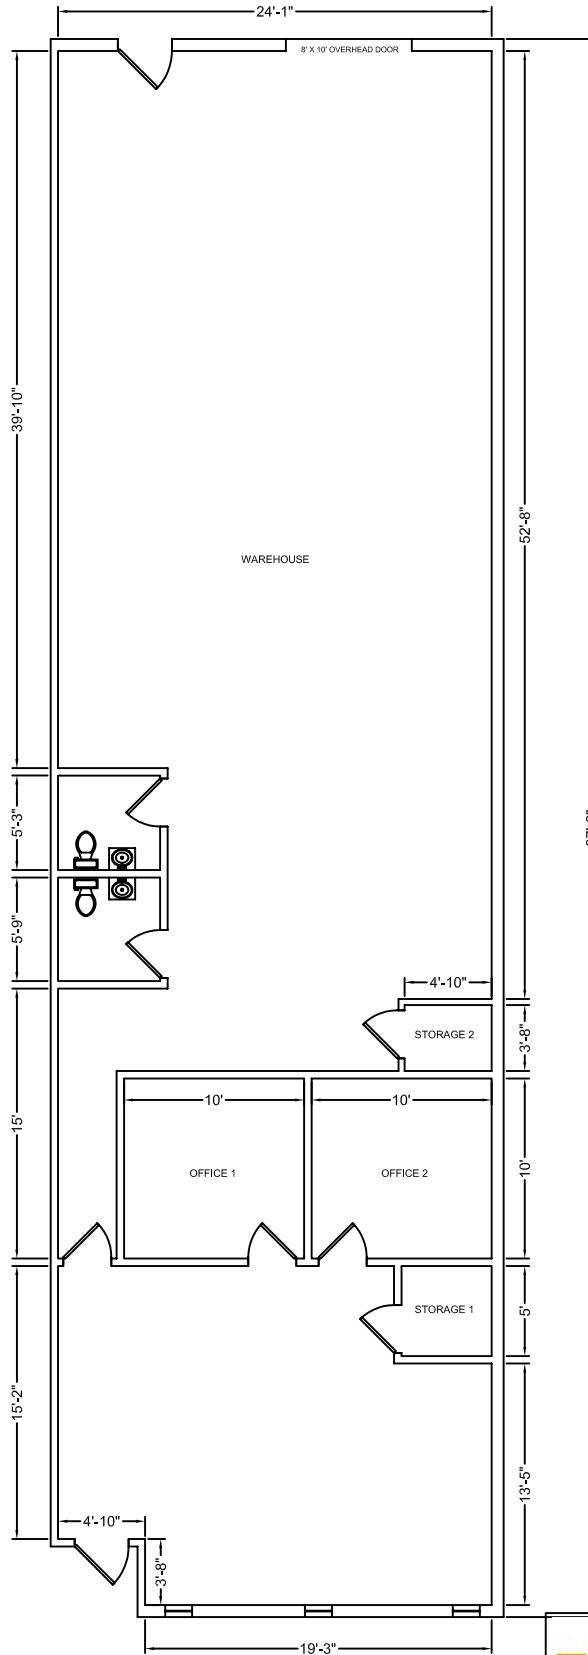 24'-1"
8' X 10' OVERHEAD DOOR
39'-10"
52'-8"
WAREHOUSE
5'-3"
5'-9"
4'-10"
STORAGE 2
3'-8"
15'
10'
10'
OFFICE 1
OFFICE 2
10'
STORAGE 1
5'
15'-2"
13'-5"
4'-10"
3'-8"
19'-3"